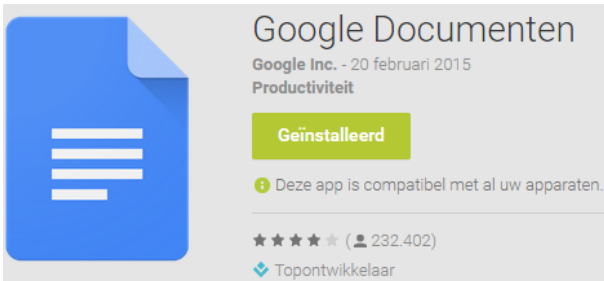 Google Documenten
Google Inc. - 20 februari 2015
Productiviteit
Geïnstalleerd
Deze app is compatibel met al uw apparaten.
(232.402)
Topontwikkelaar